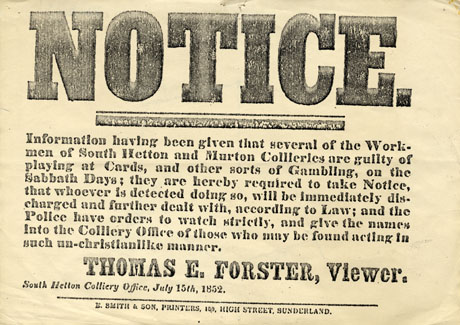 NOTICE.
Information having been given that several of the Work-
men of South Hetton and Murton Collieries are guilty of
playing at Cards, and other sorts of Gambling, on the
Sabbath Days; they are hereby required to take Notice,
that whoever is detected doing so, will be immediately dis-
charged and further dealt with, according to Law; and the
Police have orders to watch strictly, and give the names
into the Colliery Office of those who may be found acting in
such un-christianlike manner.
THOMAS E. FORSTER, Viewer.
South Hetton Colliery Office, July 15th, 1852.
SMITH & SON, PRINTERS, HIGH STREET, SUNDERLAND.